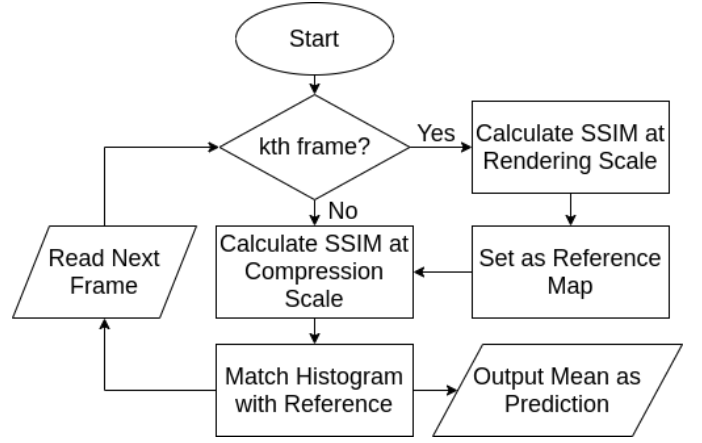 Start
kth frame?
Yes
Calculate SSIM at
Rendering Scale
No
Read Next
Frame
Calculate SSIM at
Compression
Scale
Set as Reference
Map
Match Histogram
with Reference
Output Mean as
Prediction